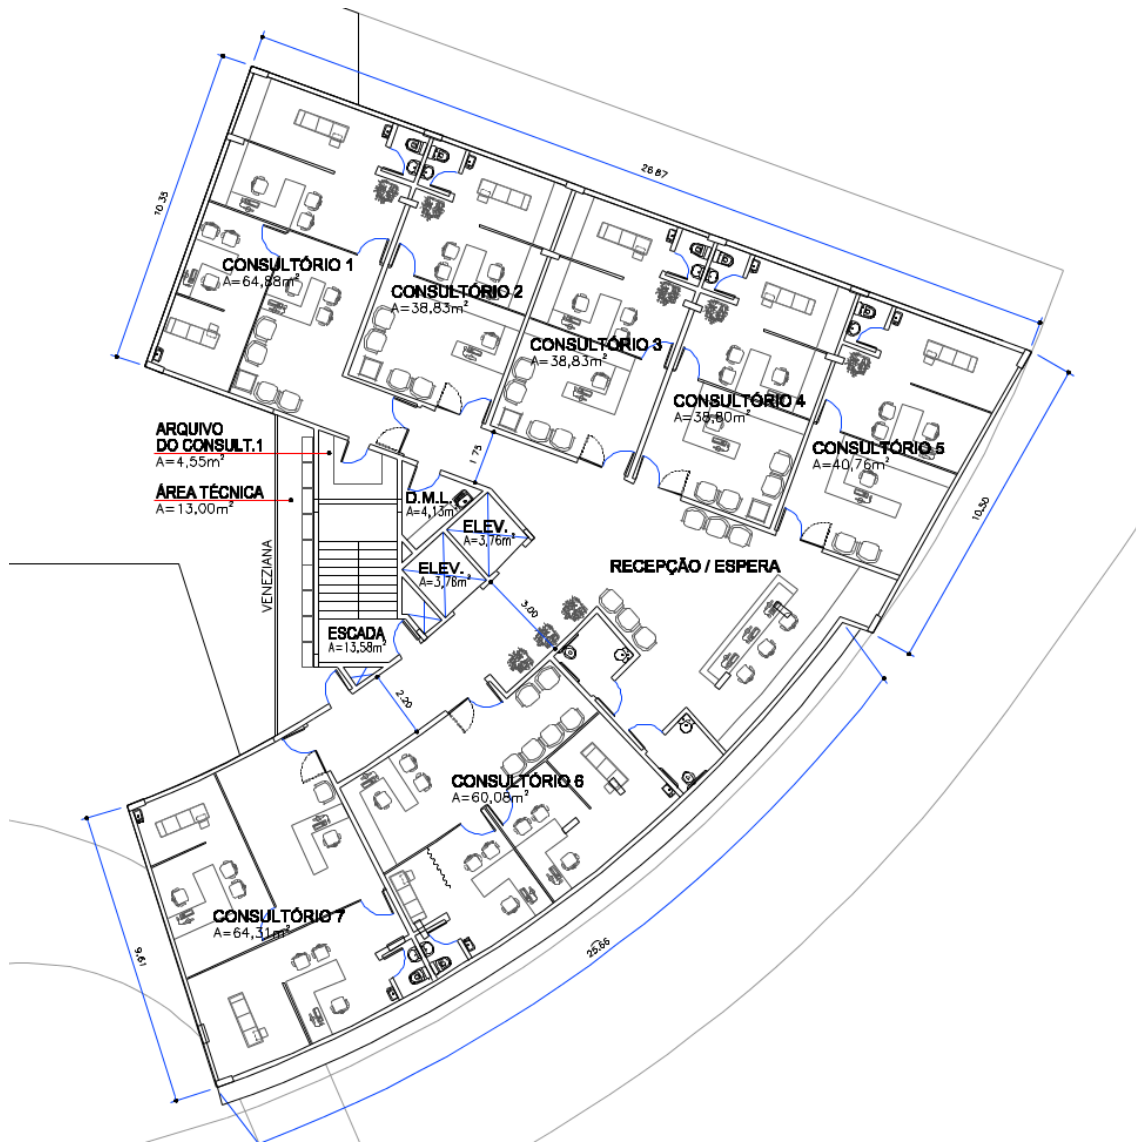 26.87
10.35
CONSULTÓRIO 1
A=64,88m²
CONSULTÓRIO 2
A=38,83m²
CONSULTÓRIO 3
A=38,83m²
CONSULTÓRIO 4
A=38,80m²
CONSULTÓRIO 5
A=40,76m²
ARQUIVO
DO CONSULT.1
A=4,55m²
ÁREA TÉCNICA
A=13,00m²
1.75
D.M.L.
A=4,13m²
ELEV.
A=3,76m²
ELEV.
A=3,76m²
10.50
RECEPÇÃO / ESPERA
VENEZIANA
3.00
ESCADA
A=13,58m²
2.20
CONSULTÓRIO 6
A=60,08m²
CONSULTÓRIO 7
A=64,31m²
9.61
25.66